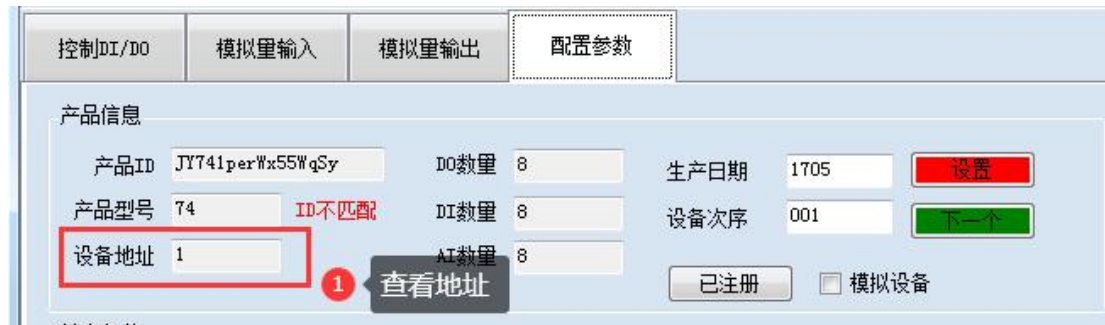 控制DI/DO 模拟里输入 模拟里输出 配置参数
产品信息
产品ID JY741perWx55WqSy DO数量 8 生产日期 1705 设置
产品型号 74 ID不匹配 DI数量 8 设备次序 001 下一个
设备地址 1 AI数量 8
1 查看地址 已注册 模拟设备